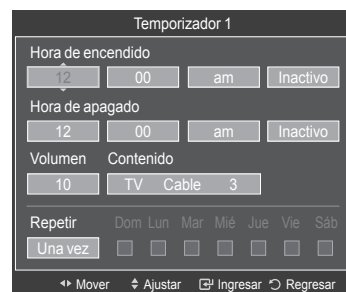 Temporizador 1
Hora de encendido
12 00 am Inactivo
Hora de apagado
12 00 am Inactivo
Volumen Contenido
10 TV Cable 3
Repetir Dom Lun Mar Mié Jue Vie Sáb
Una vez
Mover Ajustar Ingresar Regresar